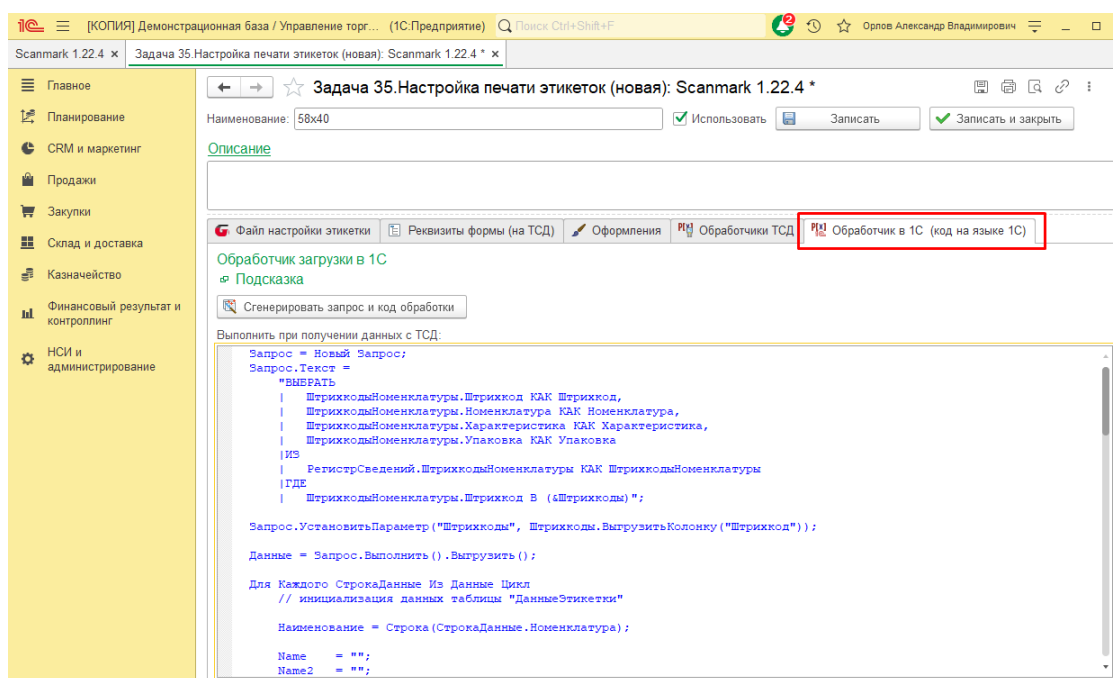 1С [КОПИЯ] Демонстрационная база / Управление торг... (1С:Предприятие) Поиск Ctrl+Shift+F 2 Орлов Александр Владимирович
Scanmark 1.22.4 × Задача 35.Настройка печати этикеток (новая): Scanmark 1.22.4 * ×
Главное
Планирование
CRM и маркетинг
Продажи
Закупки
Склад и доставка
Казначейство
Финансовый результат и
контроллинг
НСИ и
администрирование
Задача 35.Настройка печати этикеток (новая): Scanmark 1.22.4 *
Наименование: 58x40 Использовать Записать Записать и закрыть
Описание
Файл настройки этикетки Реквизиты формы (на ТСД) Оформления Р[x] Обработчики ТСД Р[x] Обработчик в 1С (код на языке 1С)
Обработчик загрузки в 1С
Подсказка
Сгенерировать запрос и код обработки
Выполнить при получении данных с ТСД:
Запрос = Новый Запрос;
Запрос.Текст =
"ВЫБРАТЬ
| ШтрихкодыНоменклатуры.Штрихкод КАК Штрихкод,
| ШтрихкодыНоменклатуры.Номенклатура КАК Номенклатура,
| ШтрихкодыНоменклатуры.Характеристика КАК Характеристика,
| ШтрихкодыНоменклатуры.Упаковка КАК Упаковка
|ИЗ
| РегистрСведений.ШтрихкодыНоменклатуры КАК ШтрихкодыНоменклатуры
|ГДЕ
| ШтрихкодыНоменклатуры.Штрихкод В (&Штрихкоды)";
Запрос.УстановитьПараметр("Штрихкоды", Штрихкоды.ВыгрузитьКолонку("Штрихкод"));
Данные = Запрос.Выполнить().Выгрузить();
Для Каждого СтрокаДанные Из Данные Цикл
// инициализация данных таблицы "ДанныеЭтикетки"
Наименование = Строка(СтрокаДанные.Номенклатура);
Name = "";
Name2 = "";